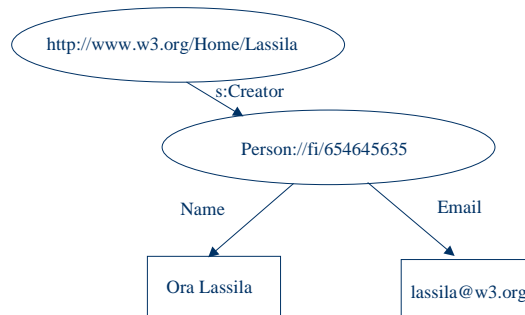 http://www.w3.org/Home/Lassila
s:Creator
Person://fi/654645635
Name
Email
Ora Lassila
lassila@w3.org